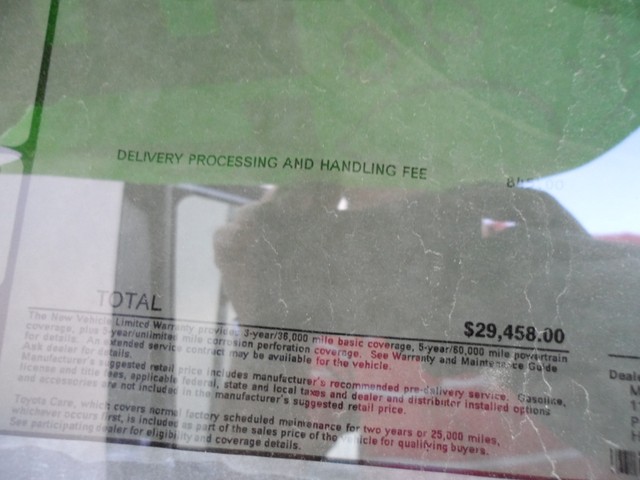 DELIVERY PROCESSING AND HANDLING FEE
TOTAL $29,458.00
The New Vehicle Limited Warranty provides 3-year/36,000 mile basic coverage, 5-year/60,000 mile powertrain
coverage, plus 5-year/unlimited mile corrosion perforation coverage. See Warranty and Maintenance Guide
for details. An extended service contract may be available for the vehicle.
Ask dealer for details.
Manufacturer's suggested retail price includes manufacturer's recommended pre-delivery service. Gasoline,
license and title fees, applicable federal, state and local taxes and dealer and distributor installed options
and accessories are not included in the manufacturer's suggested retail price.
Toyota Care, which covers normal factory scheduled maintenance for two years or 25,000 miles,
whichever occurs first, is included as part of the sales price of the vehicle for qualifying buyers.
See participating dealer for eligibility and coverage details.
Deale
M
P
H